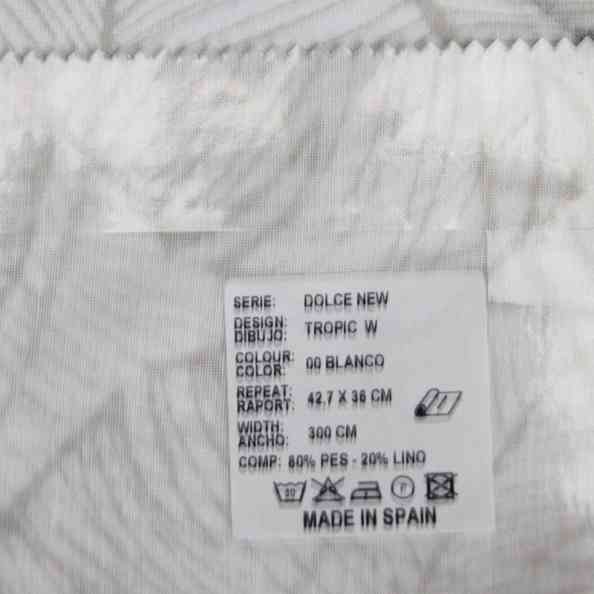 SERIE: DOLCE NEW
DESIGN:
DIBUJO: TROPIC W
COLOUR:
COLOR: 00 BLANCO
REPEAT:
RAPORT: 42,7 X 36 CM
WIDTH:
ANCHO: 300 CM
COMP: 80% PES - 20% LINO
30 P
MADE IN SPAIN